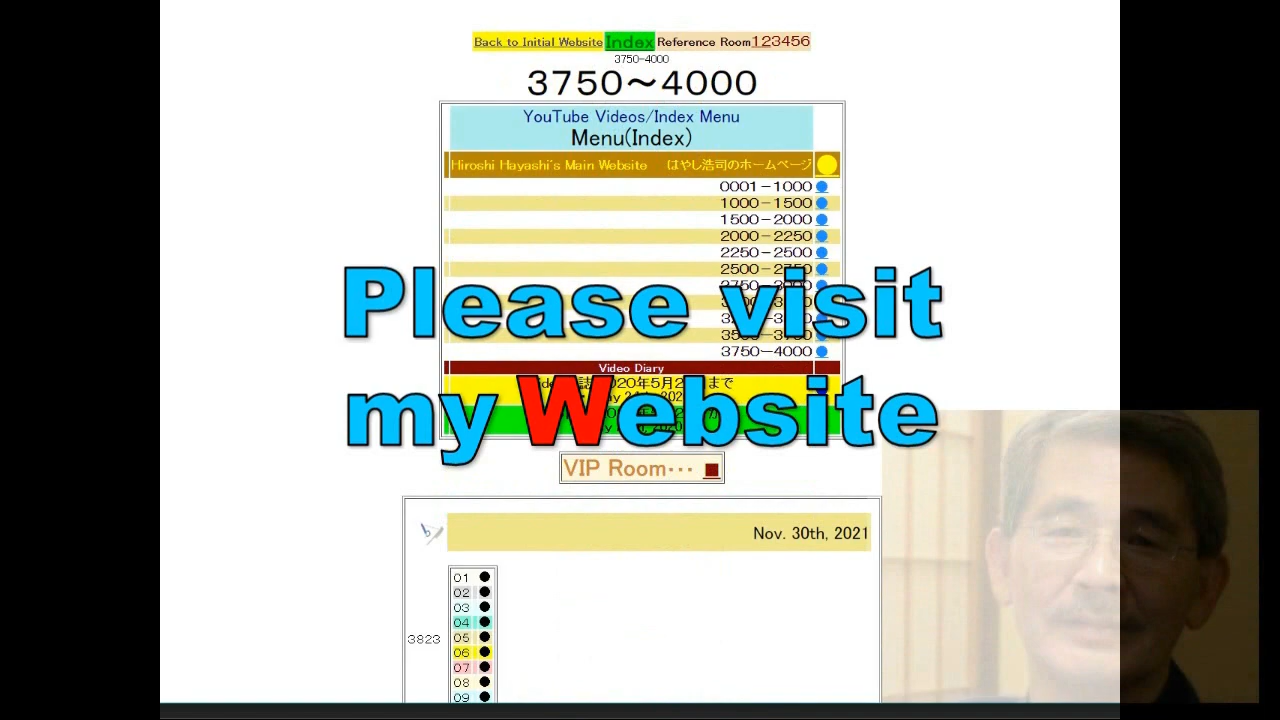 Back to Initial Website Index Reference Room123456
3750-4000
3750～4000
YouTube Videos/Index Menu
Menu(Index)
Hiroshi Hayashi's Main Website はやし浩司のホームページ
0001－1000
1000－1500
1500－2000
2000－2250
2250－2500
2500－2750
3750－4000
Video Diary
Please visit
my Website
VIP Room･･･
Nov. 30th, 2021
01
02
03
04
05
3823
06
07
08
09